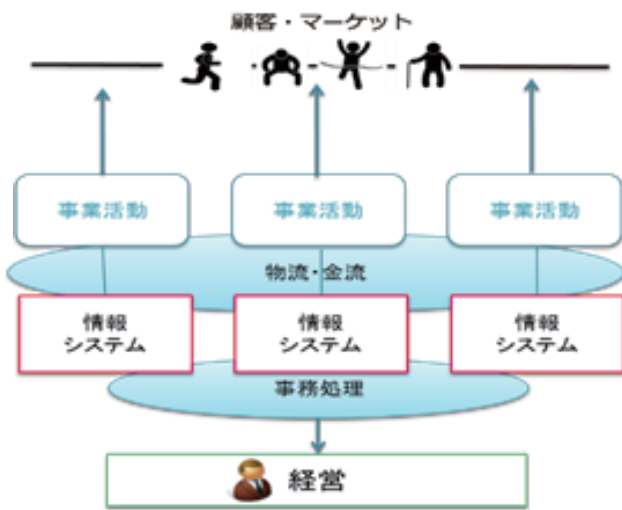 顧客・マーケット
事業活動
事業活動
事業活動
物流・金流
情報
システム
情報
システム
情報
システム
事務処理
経営